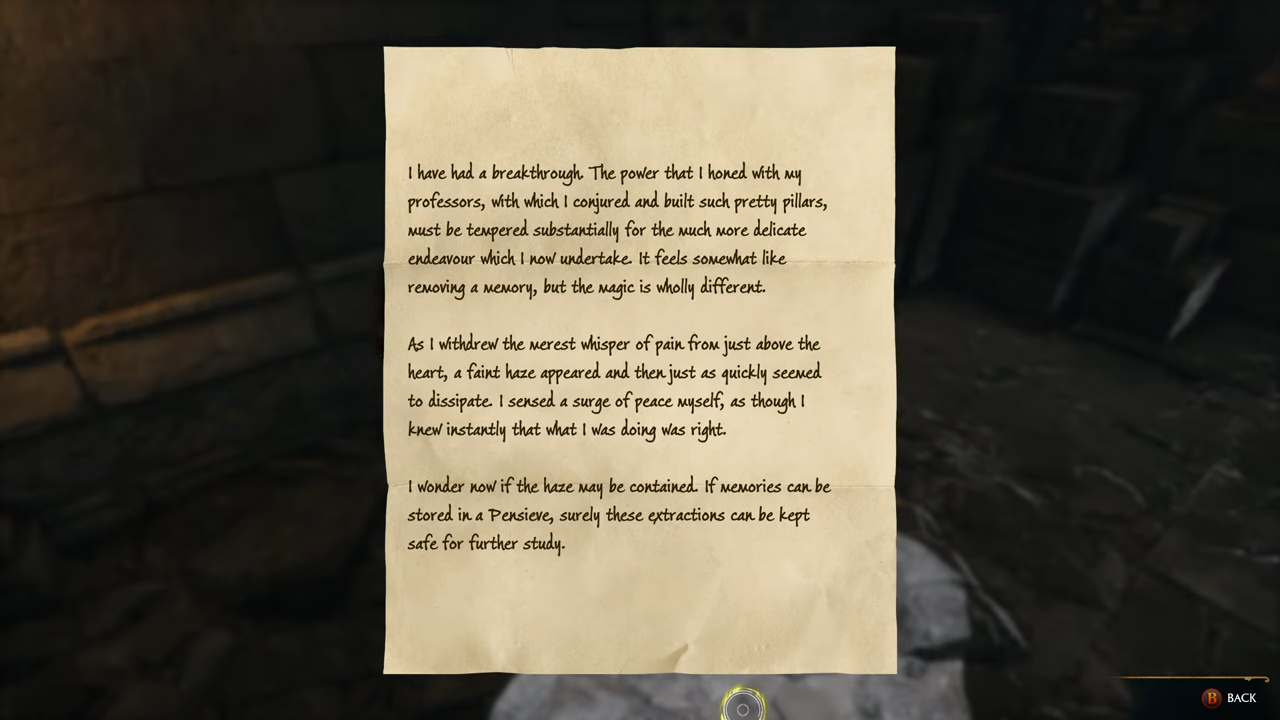 I have had a breakthrough. The power that I honed with my
professors, with which I conjured and built such pretty pillars,
must be tempered substantially for the much more delicate
endeavour which I now undertake. It feels somewhat like
removing a memory, but the magic is wholly different.
As I withdrew the merest whisper of pain from just above the
heart, a faint haze appeared and then just as quickly seemed
to dissipate. I sensed a surge of peace myself, as though I
knew instantly that what I was doing was right.
I wonder now if the haze may be contained. If memories can be
stored in a Pensieve, surely these extractions can be kept
safe for further study.
B BACK